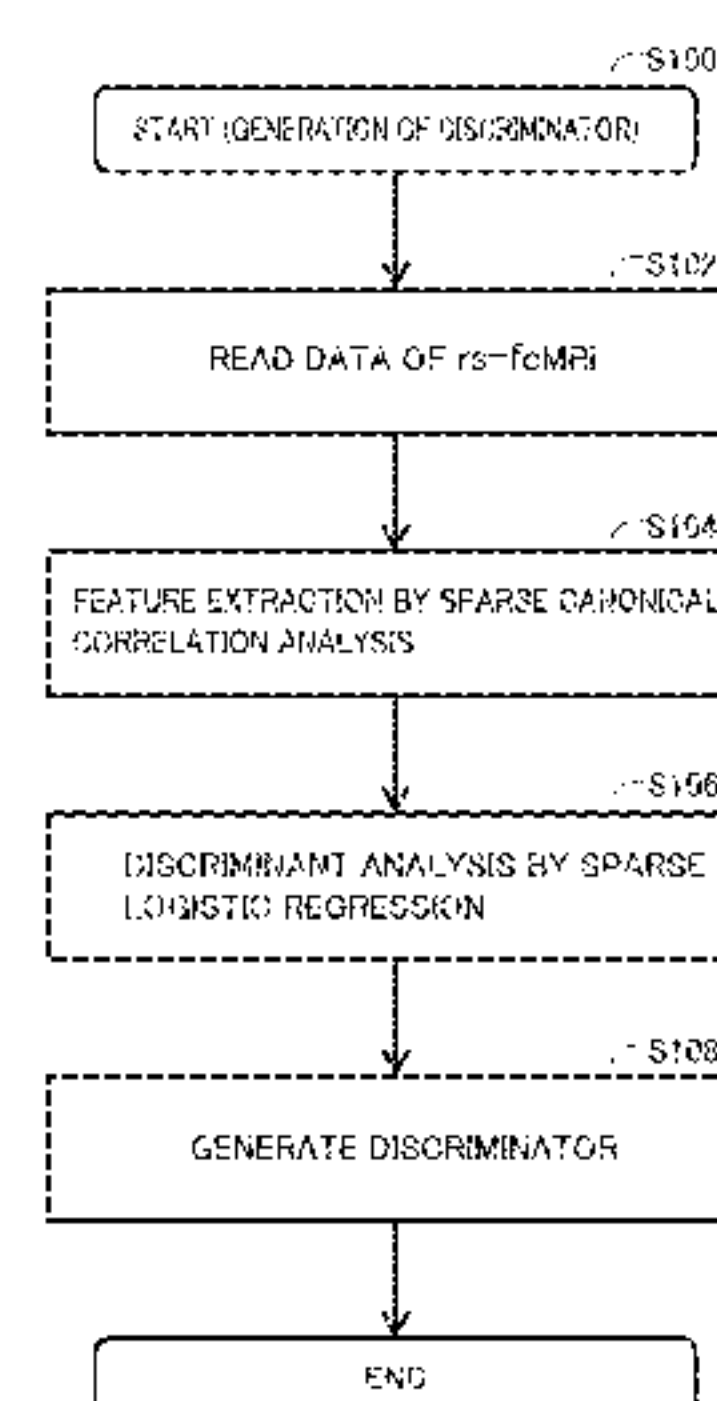 S100
START (GENERATION OF DISCRIMINATOR)
S102
READ DATA OF rs-fcMRI
S104
FEATURE EXTRACTION BY SPARSE CANONICAL
CORRELATION ANALYSIS
S106
DISCRIMINANT ANALYSIS BY SPARSE
LOGISTIC REGRESSION
S108
GENERATE DISCRIMINATOR
END